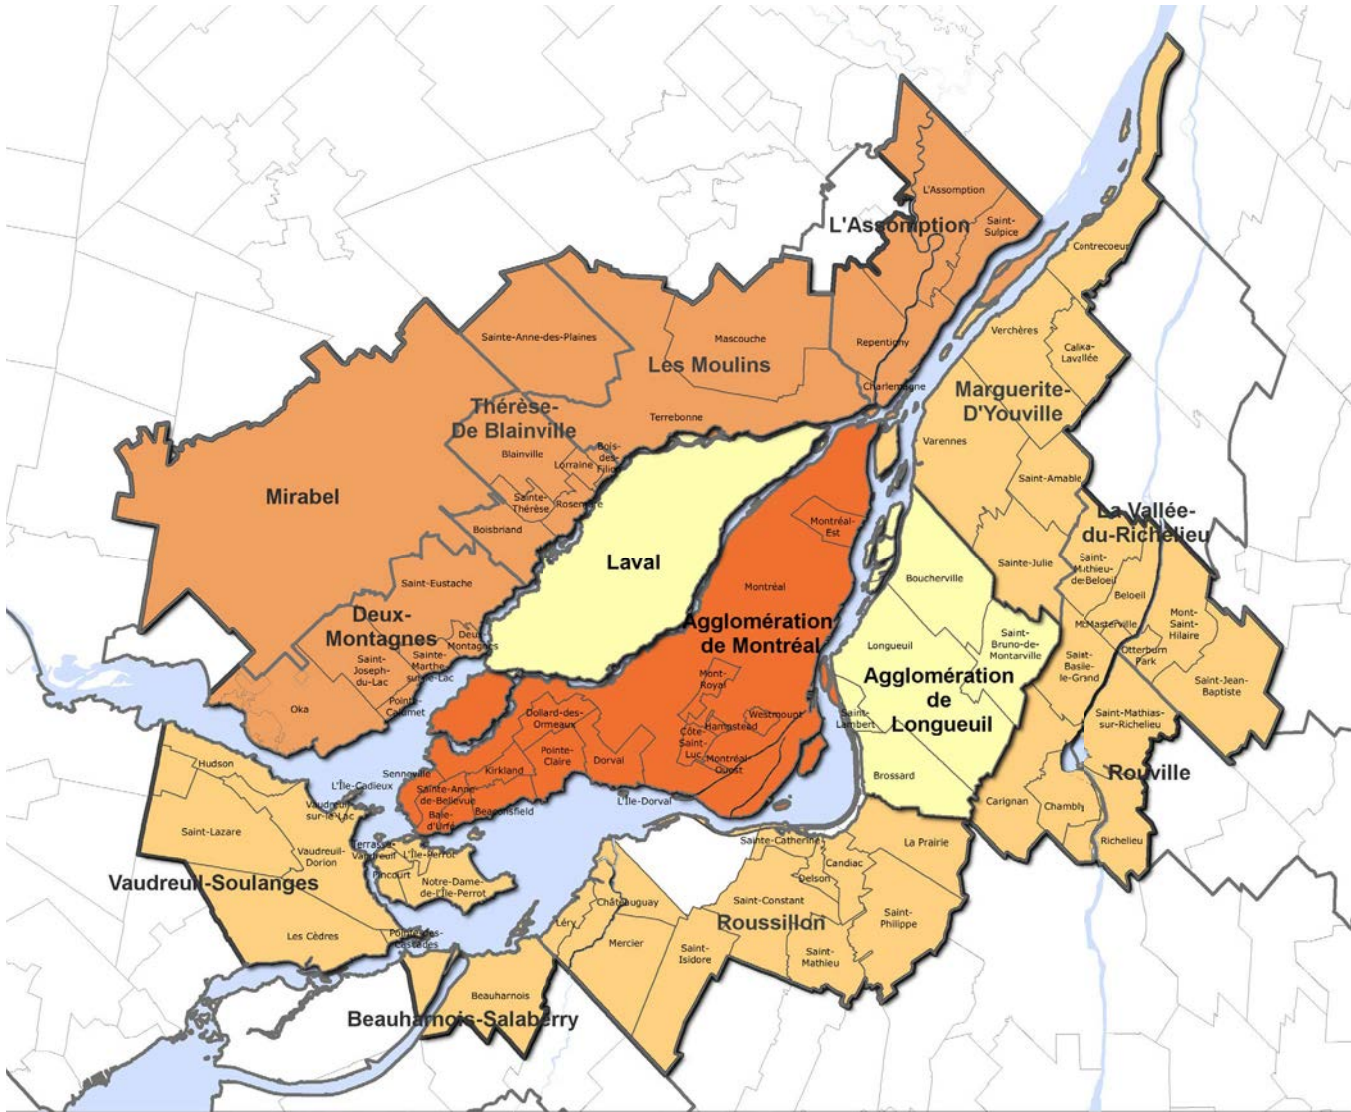 L'Assomption
L'Assomption
Saint-
Sulpice
Contrecoeur
Sainte-Anne-des-Plaines
Mascouche
Repentigny
Verchères
Calixa-
Lavallée
Les Moulins
Charlemagne
Marguerite-
D'Youville
Thérèse-
De Blainville
Terrebonne
Varennes
Blainville
Lorraine
Bois-
des-
Filion
Saint-Amable
Mirabel
Sainte-
Thérèse
Rosemère
Boisbriand
Montréal-
Est
La Vallée-
du-Richelieu
Laval
Sainte-Julie
Saint-
Mathieu-
de-Beloeil
Saint-Eustache
Montréal
Boucherville
Beloeil
Deux-
Montagnes
Deux-
Montagnes
Agglomération
de Montréal
Longueuil
Saint-
Bruno-de-
Montarville
McMasterville
Mont-
Saint-
Hilaire
Otterburn
Park
Saint-
Joseph-
du-Lac
Sainte-
Marthe-
sur-le-Lac
Mont-
Royal
Agglomération
de
Longueuil
Saint-
Basile-
le-Grand
Saint-Jean-
Baptiste
Oka
Pointe-
Calumet
Dollard-des-
Ormeaux
Hampstead
Westmount
Saint-
Lambert
Saint-Mathias-
sur-Richelieu
Côte-
Saint-
Luc
Montréal-
Ouest
Hudson
Senneville
Kirkland
Pointe-
Claire
Dorval
Brossard
Rouville
L'Île-Cadieux
Sainte-Anne-
de-Bellevue
Baie-
d'Urfé
Beaconsfield
L'Île-Dorval
Carignan
Chambly
Vaudreuil-
sur-le-Lac
Saint-Lazare
Vaudreuil-
Dorion
Terrasse-
Vaudreuil
L'Île-Perrot
Pincourt
Notre-Dame-
de-l'Île-Perrot
Sainte-Catherine
La Prairie
Richelieu
Candiac
Delson
Vaudreuil-Soulanges
Châteauguay
Saint-Constant
Roussillon
Saint-
Philippe
Léry
Les Cèdres
Pointe-des-
Cascades
Mercier
Saint-
Isidore
Saint-
Mathieu
Beauharnois
Beauharnois-Salaberry